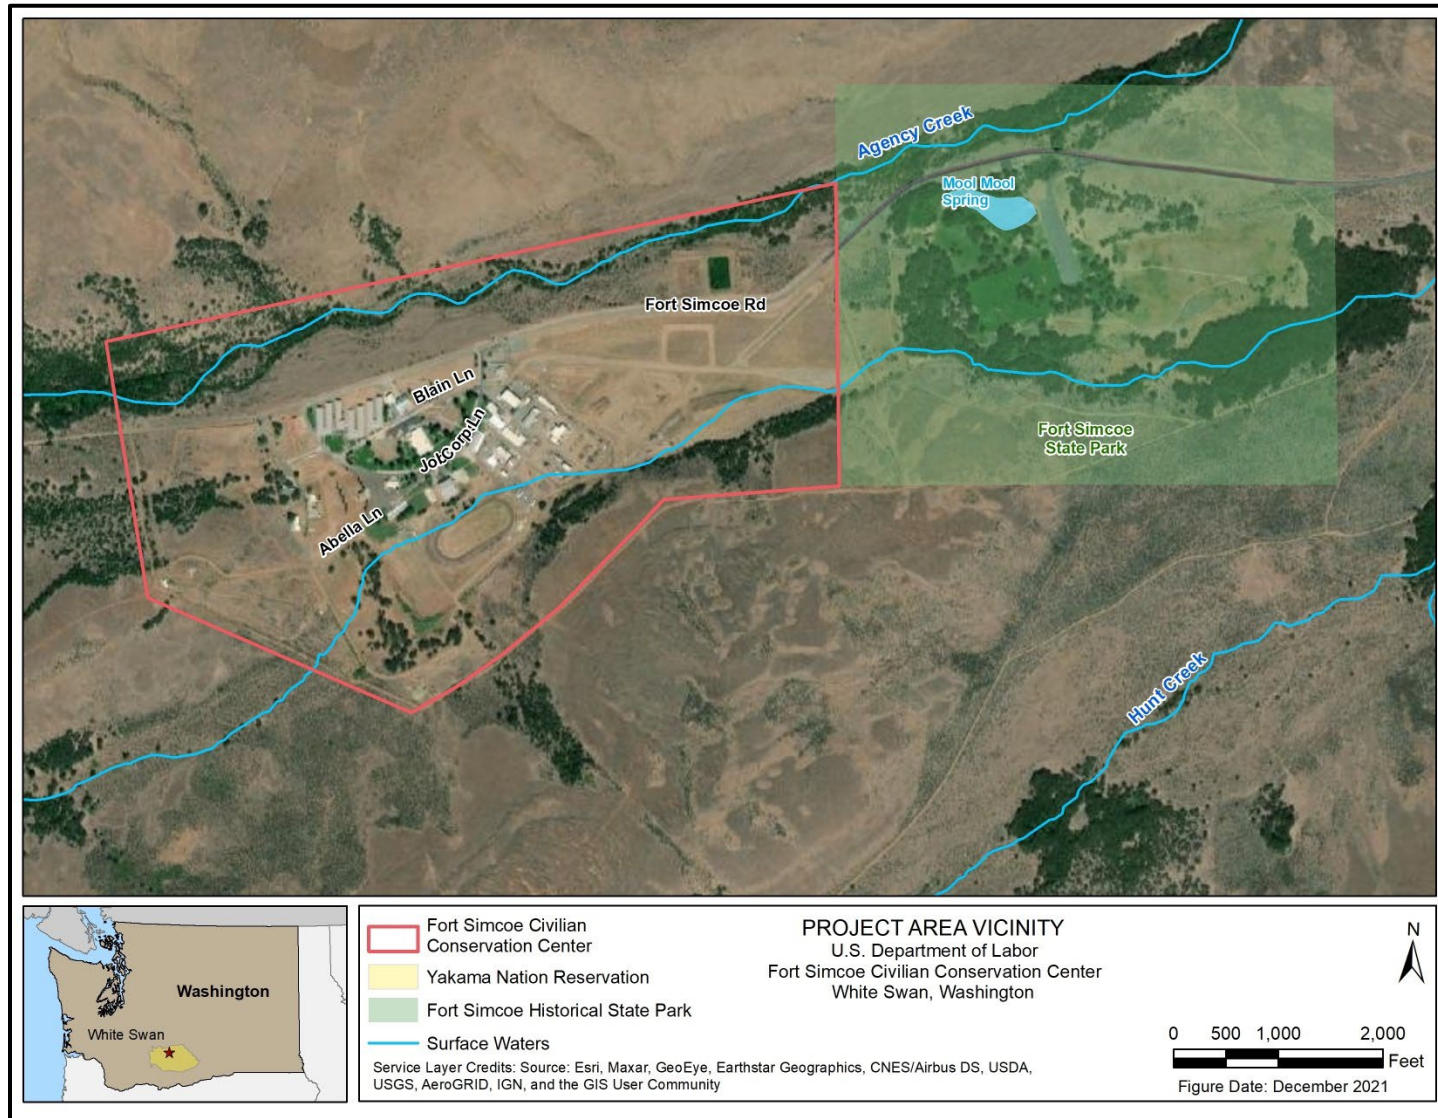 Agency Creek
Mool Mool
Spring
Fort Simcoe Rd
Blain Ln
Job Corp Ln
Abella Ln
Fort Simcoe
State Park
Hunt Creek
Washington
White Swan
Fort Simcoe Civilian
Conservation Center
Yakama Nation Reservation
Fort Simcoe Historical State Park
Surface Waters
Service Layer Credits: Source: Esri, Maxar, GeoEye, Earthstar Geographics, CNES/Airbus DS, USDA,
USGS, AeroGRID, IGN, and the GIS User Community
PROJECT AREA VICINITY
U.S. Department of Labor
Fort Simcoe Civilian Conservation Center
White Swan, Washington
N
0 500 1,000 2,000
Feet
Figure Date: December 2021